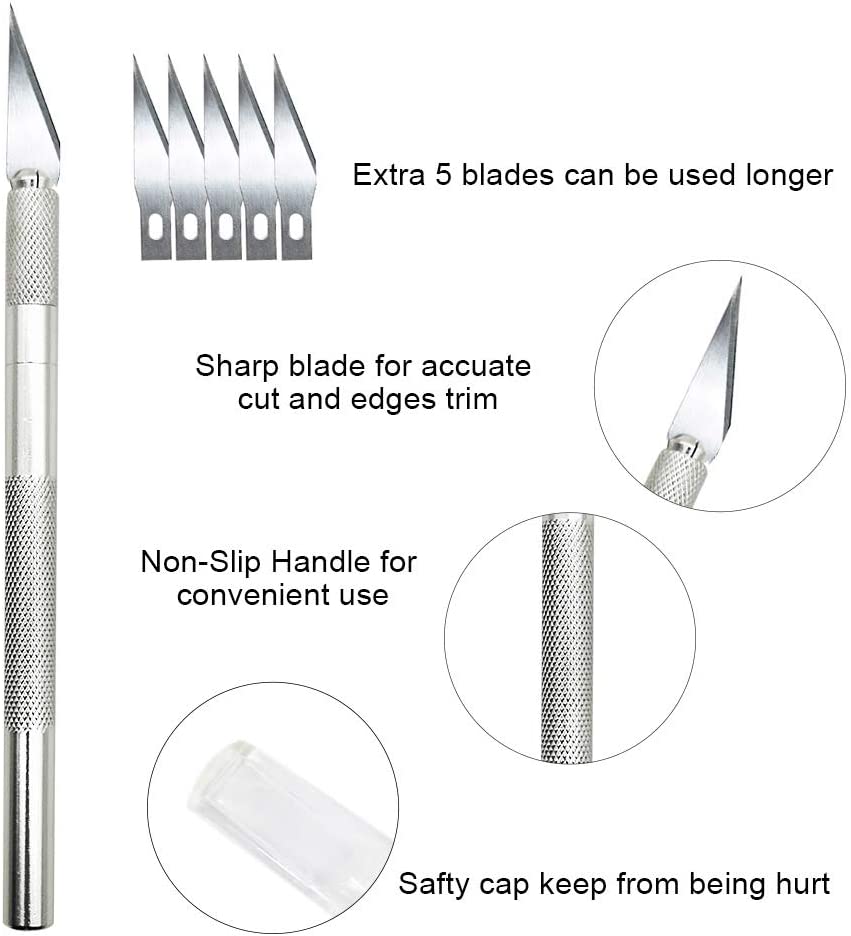 Extra 5 blades can be used longer
Sharp blade for accuate
cut and edges trim
Non-Slip Handle for
convenient use
Safty cap keep from being hurt